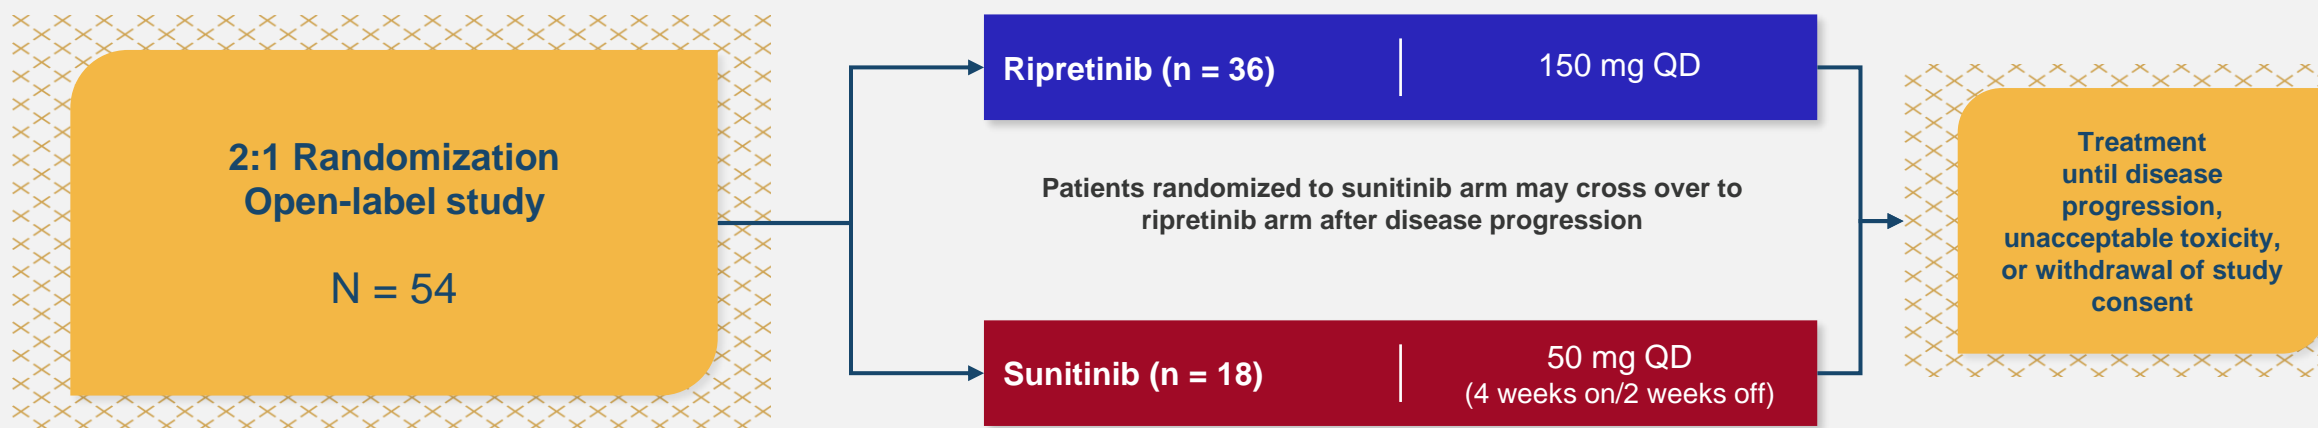 2:1 Randomization
Open-label study
N = 54
Ripretinib (n = 36)
150 mg QD
Patients randomized to sunitinib arm may cross over to
ripretinib arm after disease progression
Sunitinib (n = 18)
50 mg QD
(4 weeks on/2 weeks off)
Treatment
until disease
progression,
unacceptable toxicity,
or withdrawal of study
consent